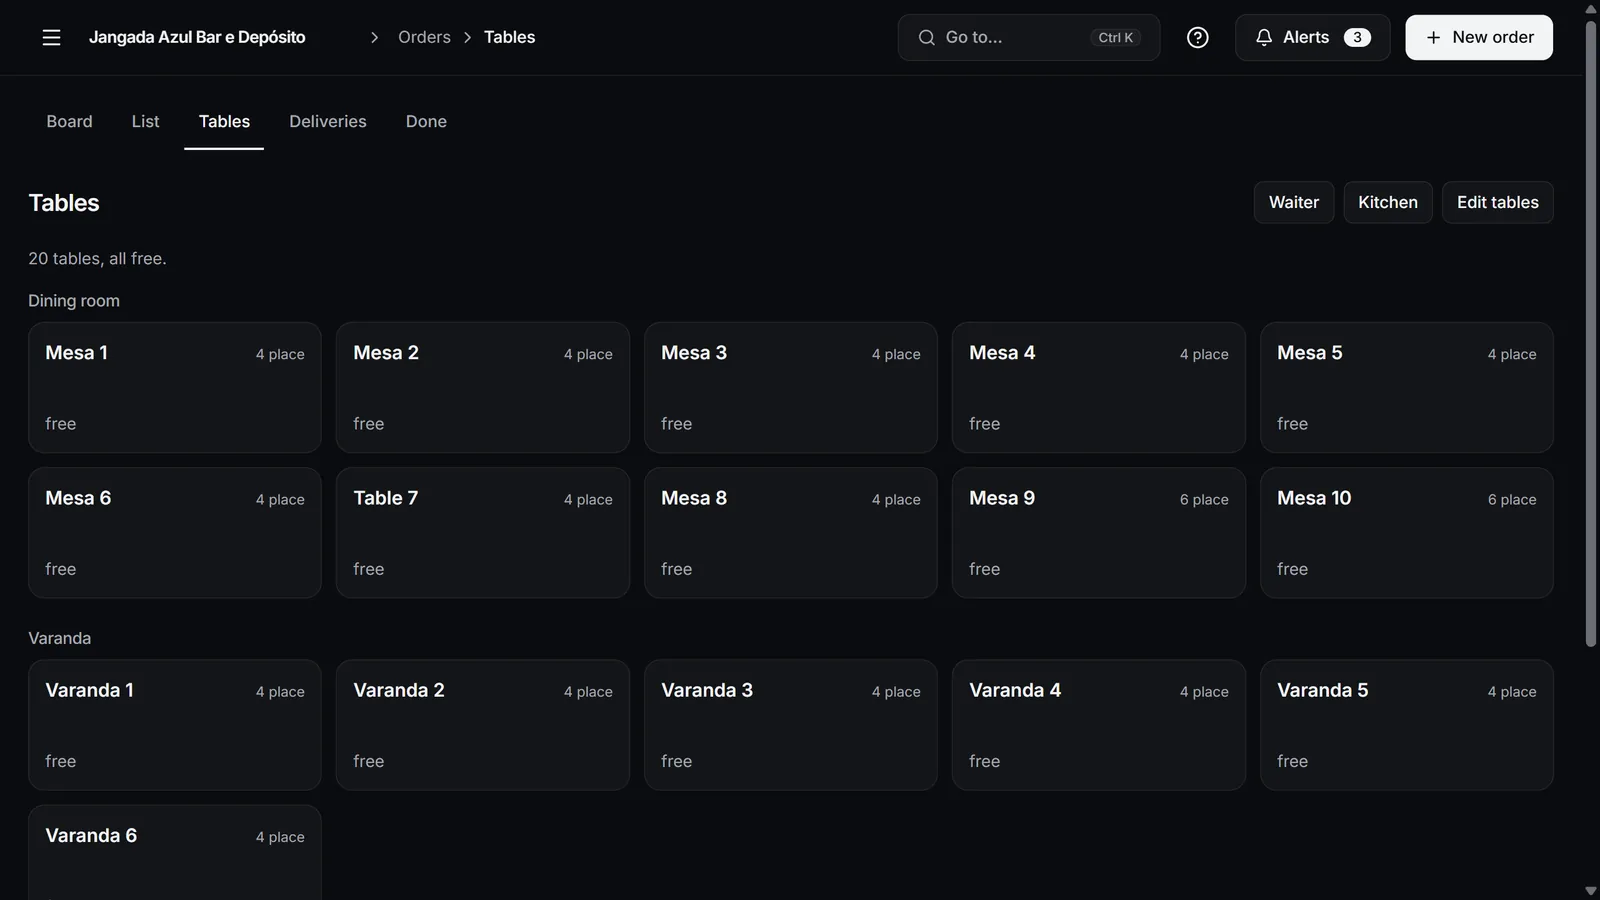 Jangada Azul Bar e Depósito > Orders > Tables Go to... Ctrl K Alerts 3 + New order
Board List Tables Deliveries Done
Tables Waiter Kitchen Edit tables
20 tables, all free.
Dining room
Mesa 1 4 place Mesa 2 4 place Mesa 3 4 place Mesa 4 4 place Mesa 5 4 place
free free free free free
Mesa 6 4 place Table 7 4 place Mesa 8 4 place Mesa 9 6 place Mesa 10 6 place
free free free free free
Varanda
Varanda 1 4 place Varanda 2 4 place Varanda 3 4 place Varanda 4 4 place Varanda 5 4 place
free free free free free
Varanda 6 4 place